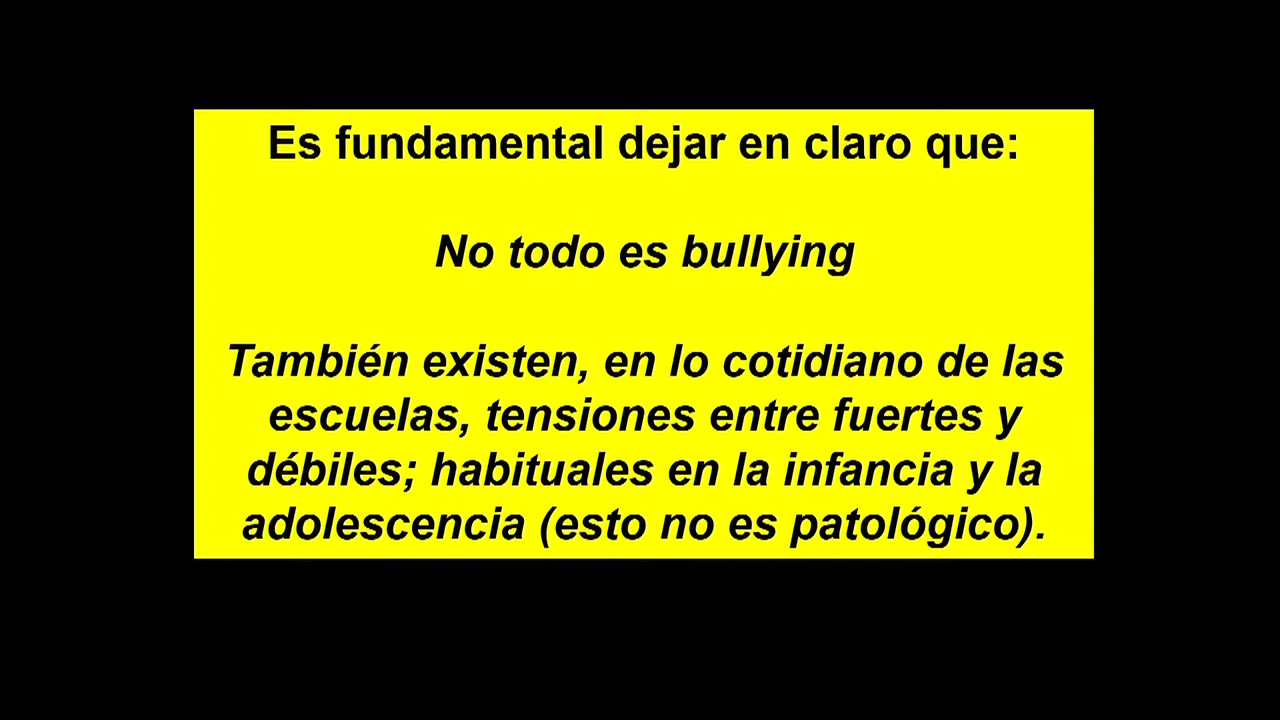 Es fundamental dejar en claro que:
No todo es bullying
También existen, en lo cotidiano de las
escuelas, tensiones entre fuertes y
débiles; habituales en la infancia y la
adolescencia (esto no es patológico).